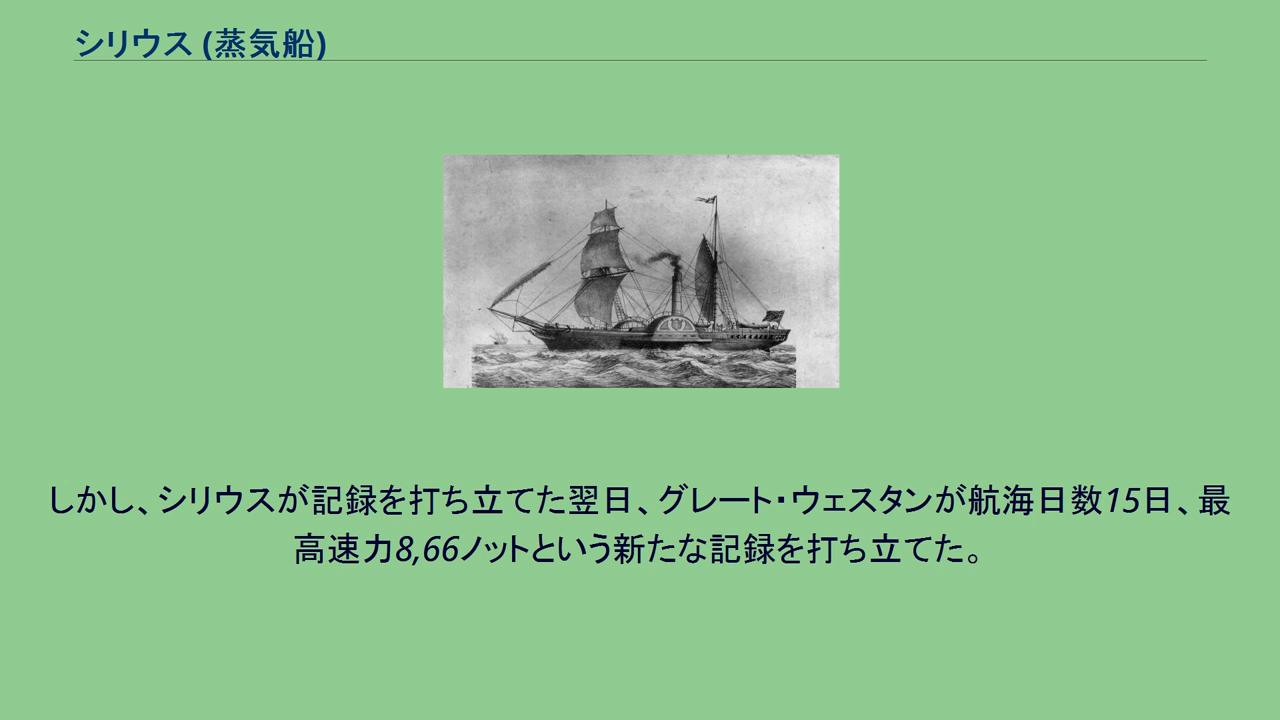 シリウス (蒸気船)
しかし、シリウスが記録を打ち立てた翌日、グレート・ウェスタンが航海日数15日、最
高速力8,66ノットという新たな記録を打ち立てた。